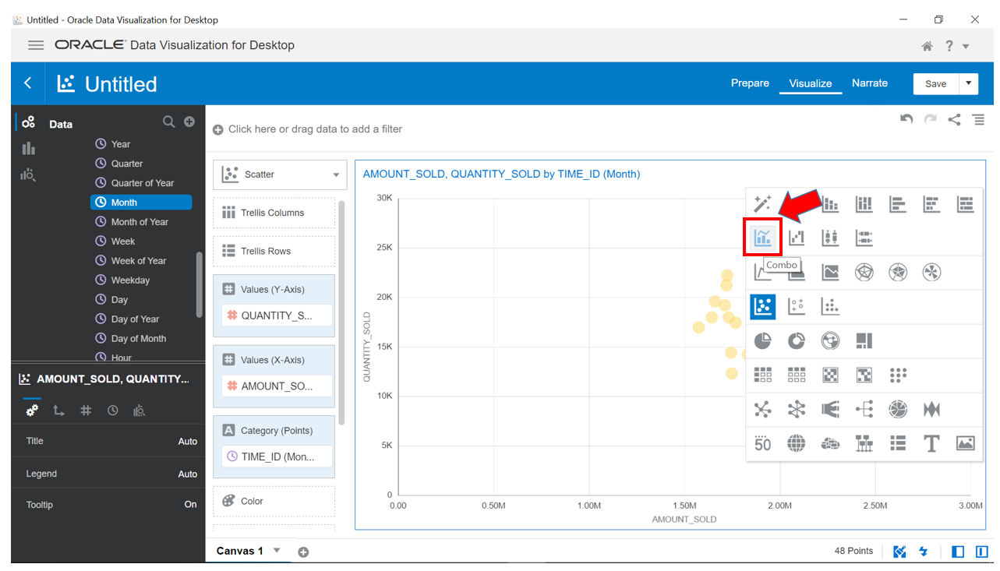 Untitled - Oracle Data Visualization for Desktop
ORACLE Data Visualization for Desktop
?
Untitled
Prepare
Visualize
Narrate
Save
Data
Year
Quarter
Quarter of Year
Month
Month of Year
Week
Week of Year
Weekday
Day
Day of Year
Day of Month
Hour
AMOUNT_SOLD, QUANTITY...
Title Auto
Legend Auto
Tooltip On
Click here or drag data to add a filter
Scatter
Trellis Columns
Trellis Rows
Values (Y-Axis)
QUANTITY_S...
Values (X-Axis)
AMOUNT_SO...
A Category (Points)
TIME_ID (Mon...
Color
AMOUNT_SOLD, QUANTITY_SOLD by TIME_ID (Month)
30K
25K
20K
15K
10K
5K
0
QUANTITY_SOLD
0.00 0.50M 1.00M 1.50M 2.00M 2.50M 3.00M
AMOUNT_SOLD
Combo
50
T
Canvas 1
48 Points